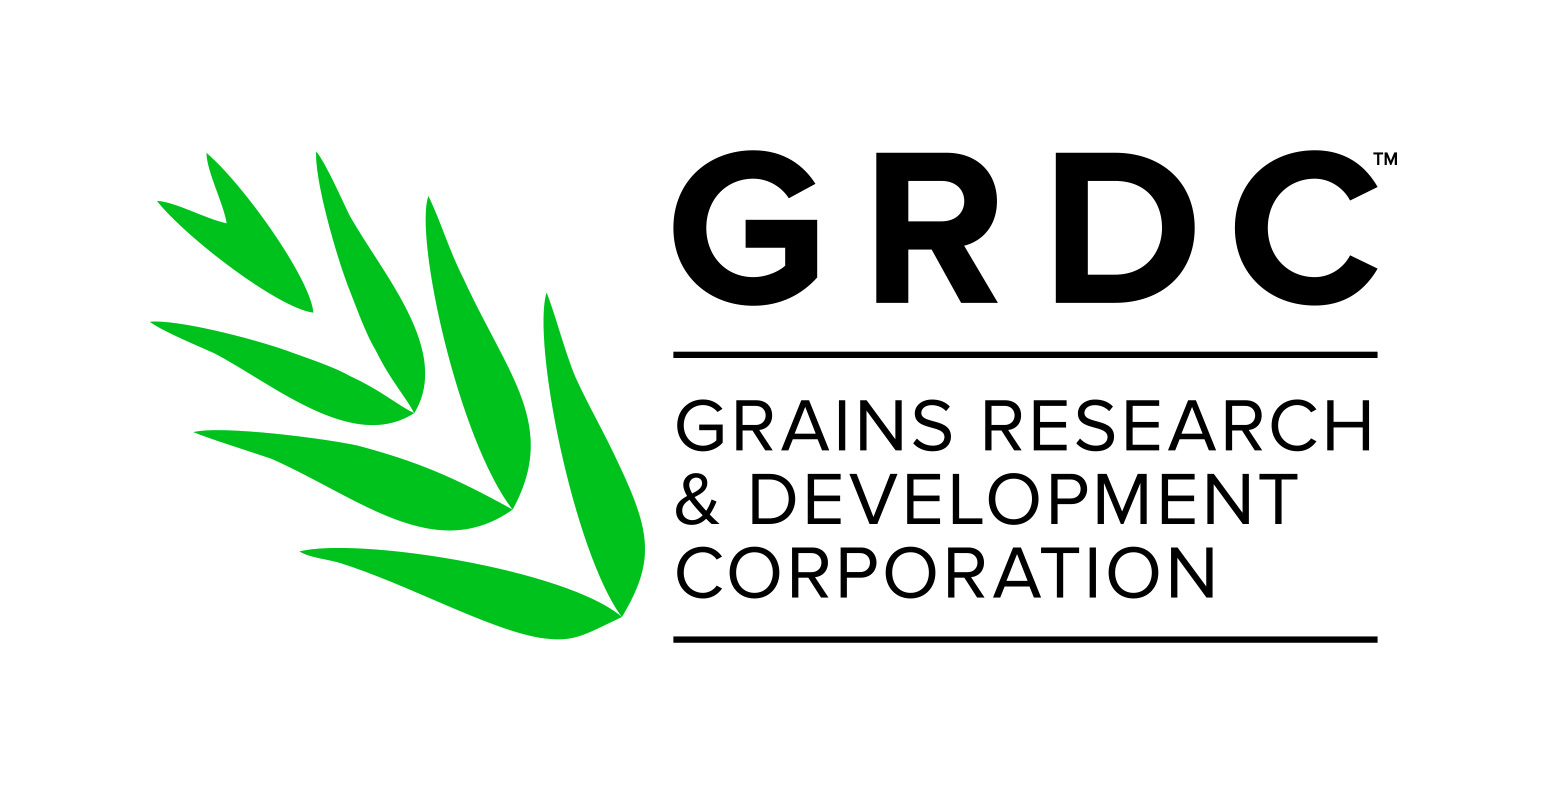 GRDC™
GRAINS RESEARCH
& DEVELOPMENT
CORPORATION